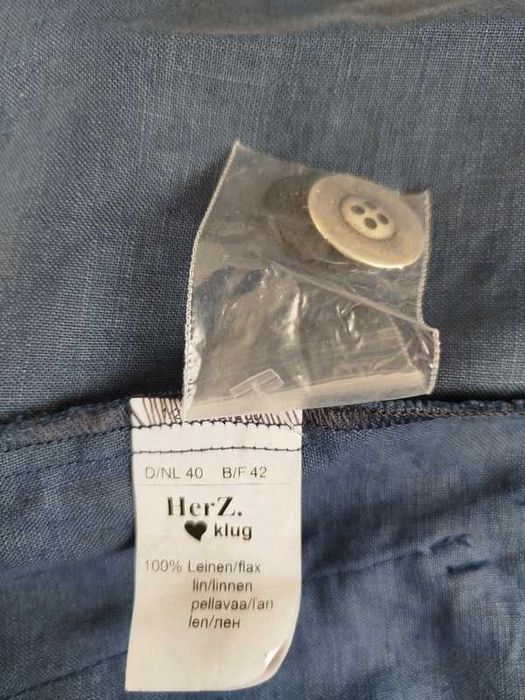 D/NL 40 B/F 42
HerZ.
♥ klug
100% Leinen/flax
lin/linnen
pellavaa/lan
len/лен